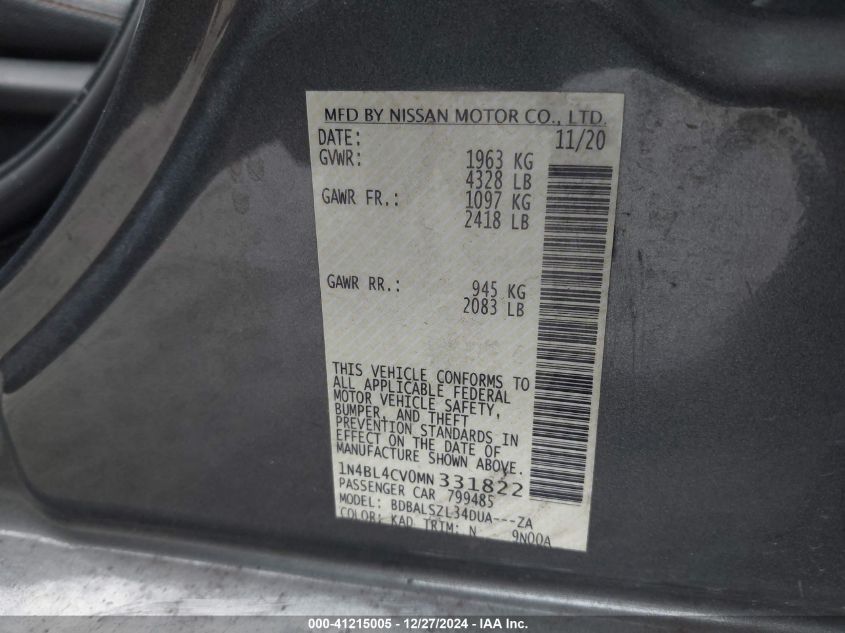 MFD BY NISSAN MOTOR CO., LTD.
DATE: 11/20
GVWR: 1963 KG
4328 LB
GAWR FR.: 1097 KG
2418 LB
GAWR RR.: 945 KG
2083 LB
THIS VEHICLE CONFORMS TO
ALL APPLICABLE FEDERAL
MOTOR VEHICLE SAFETY,
BUMPER, AND THEFT
PREVENTION STANDARDS IN
EFFECT ON THE DATE OF
MANUFACTURE SHOWN ABOVE.
1N4BL4CV0MN331822
PASSENGER CAR 799485
MODEL: BDBALSZL34DUA---ZA
COLOR: KAD TRIM: N 9N00A
000-41215005 - 12/27/2024 - IAA Inc.